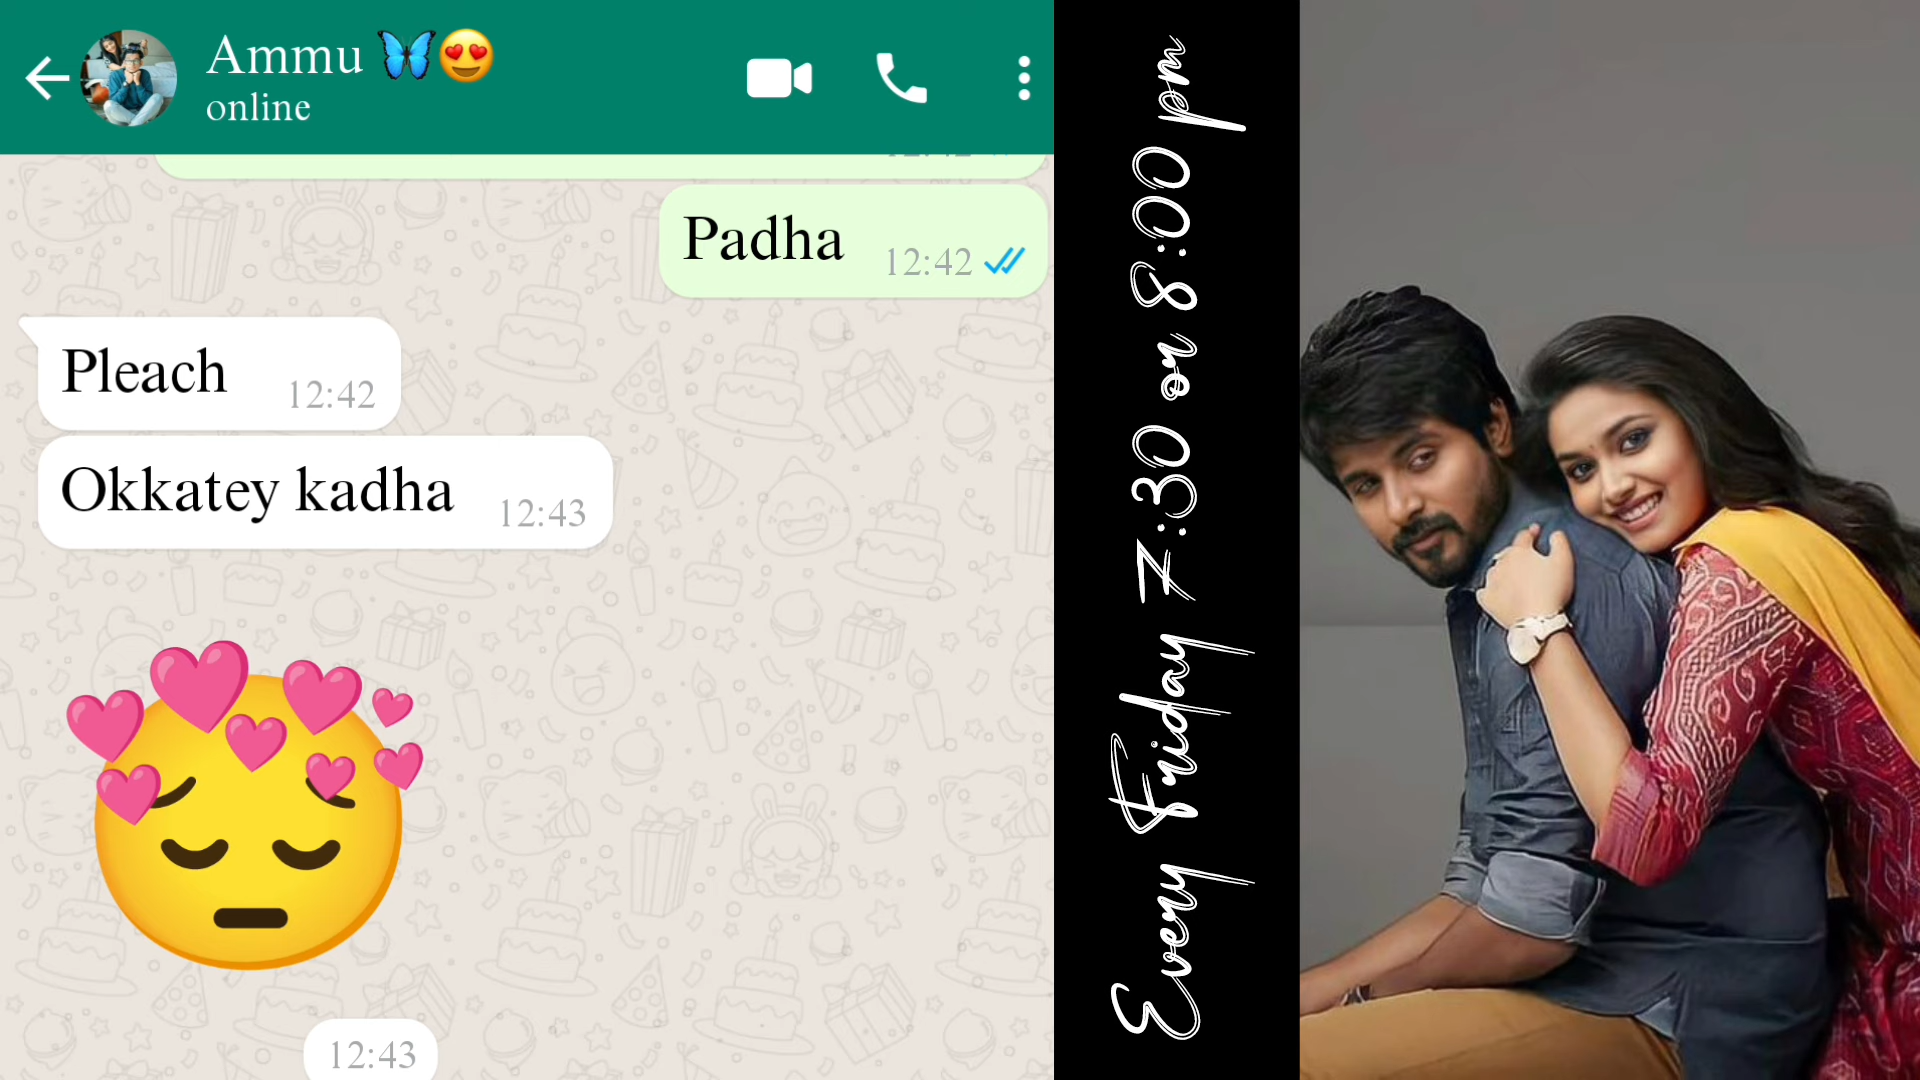 Ammu 🦋😍
online
Padha
12:42
Pleach
12:42
Okkatey kadha
12:43
12:43
Every Friday 7:30 on 8:00 pm